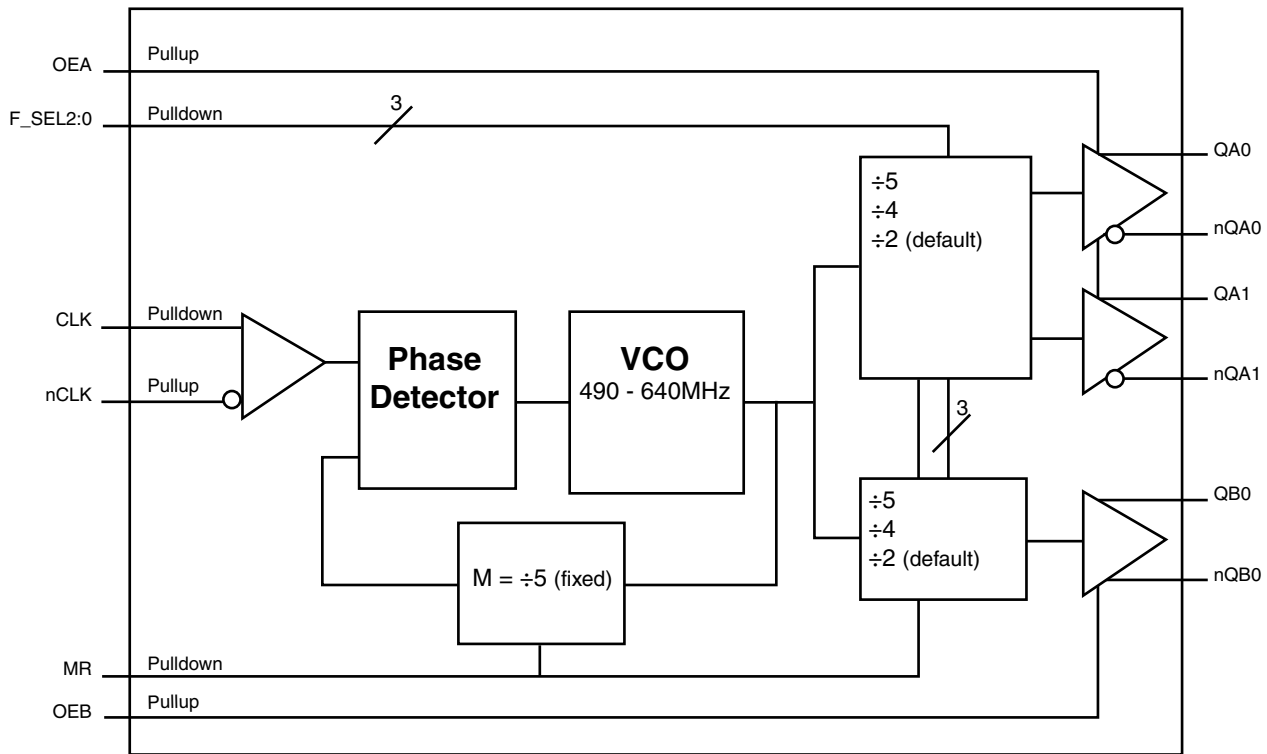 OEA
Pullup
F_SEL2:0
Pulldown
3
QA0
nQA0
÷5
÷4
÷2 (default)
CLK
Pulldown
nCLK
Pullup
Phase
Detector
VCO
490 - 640MHz
QA1
nQA1
3
M = ÷5 (fixed)
÷5
÷4
÷2 (default)
QB0
nQB0
MR
Pulldown
OEB
Pullup